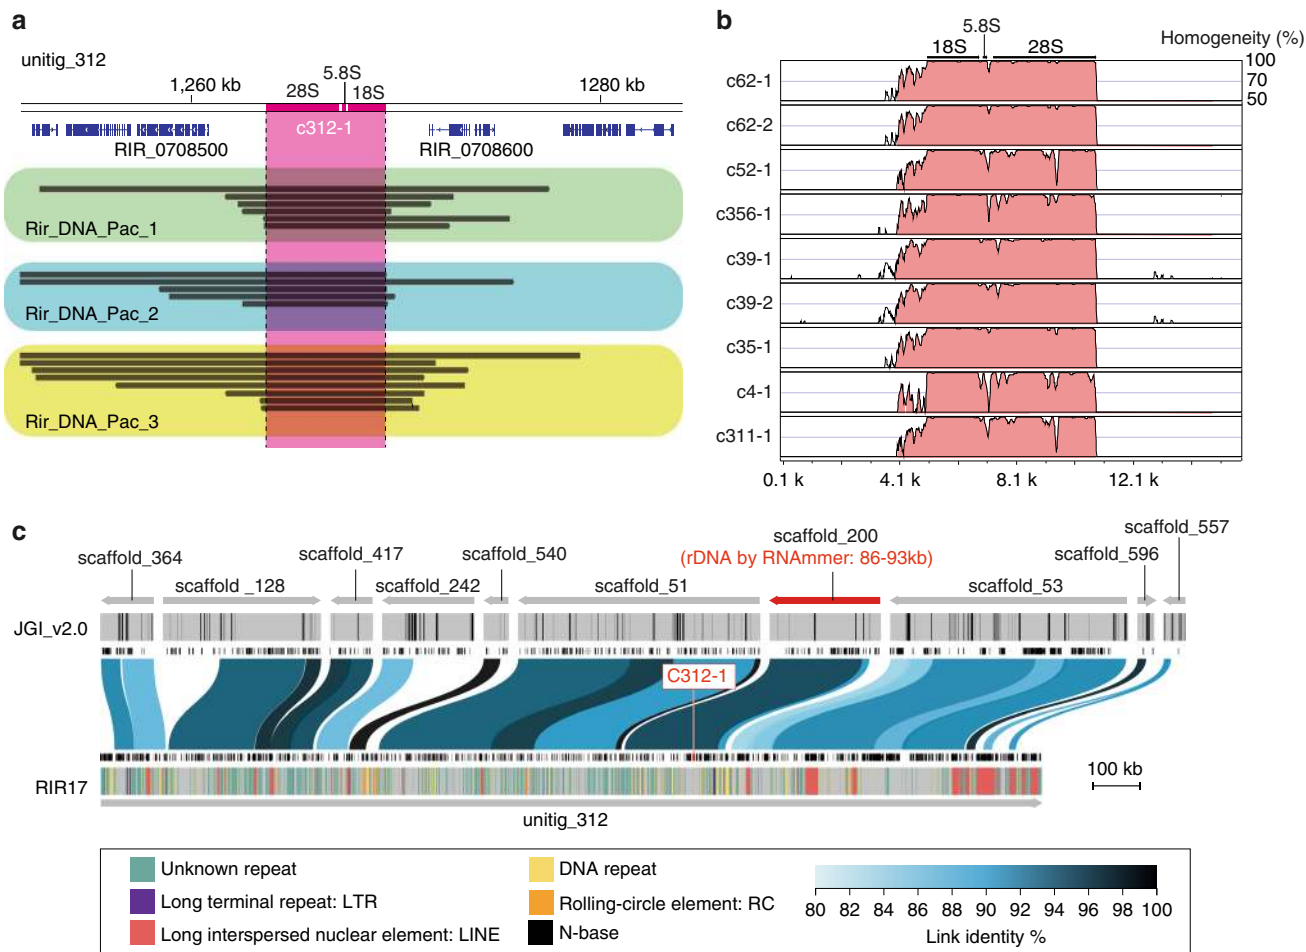 a
unitig_312
1,260 kb
5.8S
1280 kb
28S
18S
c312-1
RIR_0708500
RIR_0708600
Rir_DNA_Pac_1
Rir_DNA_Pac_2
Rir_DNA_Pac_3
b
5.8S
18S
28S
Homogeneity (%)
100
70
50
c62-1
c62-2
c52-1
c356-1
c39-1
c39-2
c35-1
c4-1
c311-1
0.1 k 4.1 k 8.1 k 12.1 k
c
scaffold_364
scaffold_128
scaffold_417
scaffold_242
scaffold_540
scaffold_51
scaffold_200
(rDNA by RNAmmer: 86-93kb)
scaffold_53
scaffold_596
scaffold_557
JGI_v2.0
C312-1
RIR17
100 kb
unitig_312
Unknown repeat
Long terminal repeat: LTR
Long interspersed nuclear element: LINE
DNA repeat
Rolling-circle element: RC
N-base
80 82 84 86 88 90 92 94 96 98 100
Link identity %